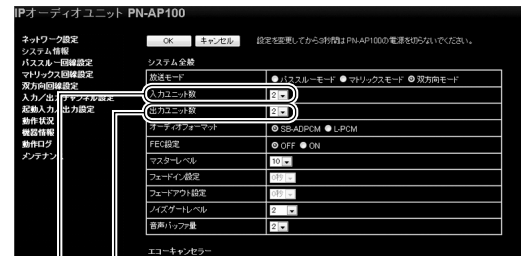 IPオーディオユニット PN-AP100
ネットワーク設定
システム情報
パススルー回線設定
マトリックス回線設定
双方向回線設定
入力/出力チャンネル設定
起動入力/出力設定
動作状況
機器情報
動作ログ
メンテナンス
OK キャンセル 設定を変更してから3秒間はPN-AP100の電源を切らないでください。
システム全般
放送モード パススルーモード マトリックスモード 双方向モード
入力ユニット数 2
出力ユニット数 2
オーディオフォーマット SB-ADPCM L-PCM
FEC設定 OFF ON
マスターレベル 10
フェードイン設定 0秒
フェードアウト設定 0秒
ノイズゲートレベル 2
音声バッファ量 2
エコーキャンセラー